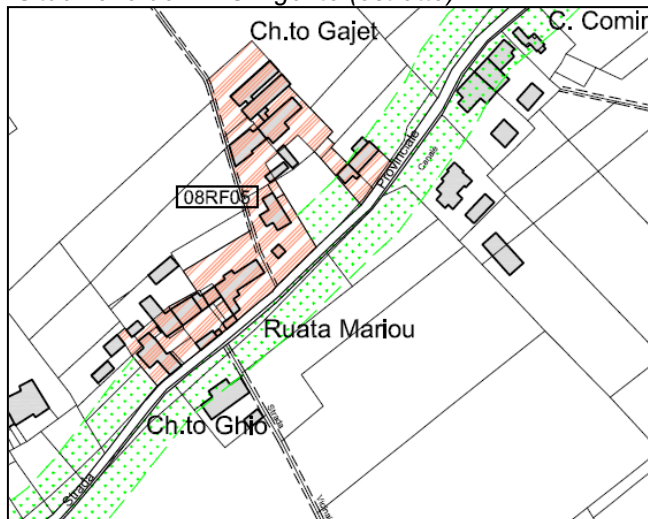 Ch.to Gajet
C. Comin
Provinciale
08RF05
Ruata Mariou
Ch.to Ghio
Strada
Strada